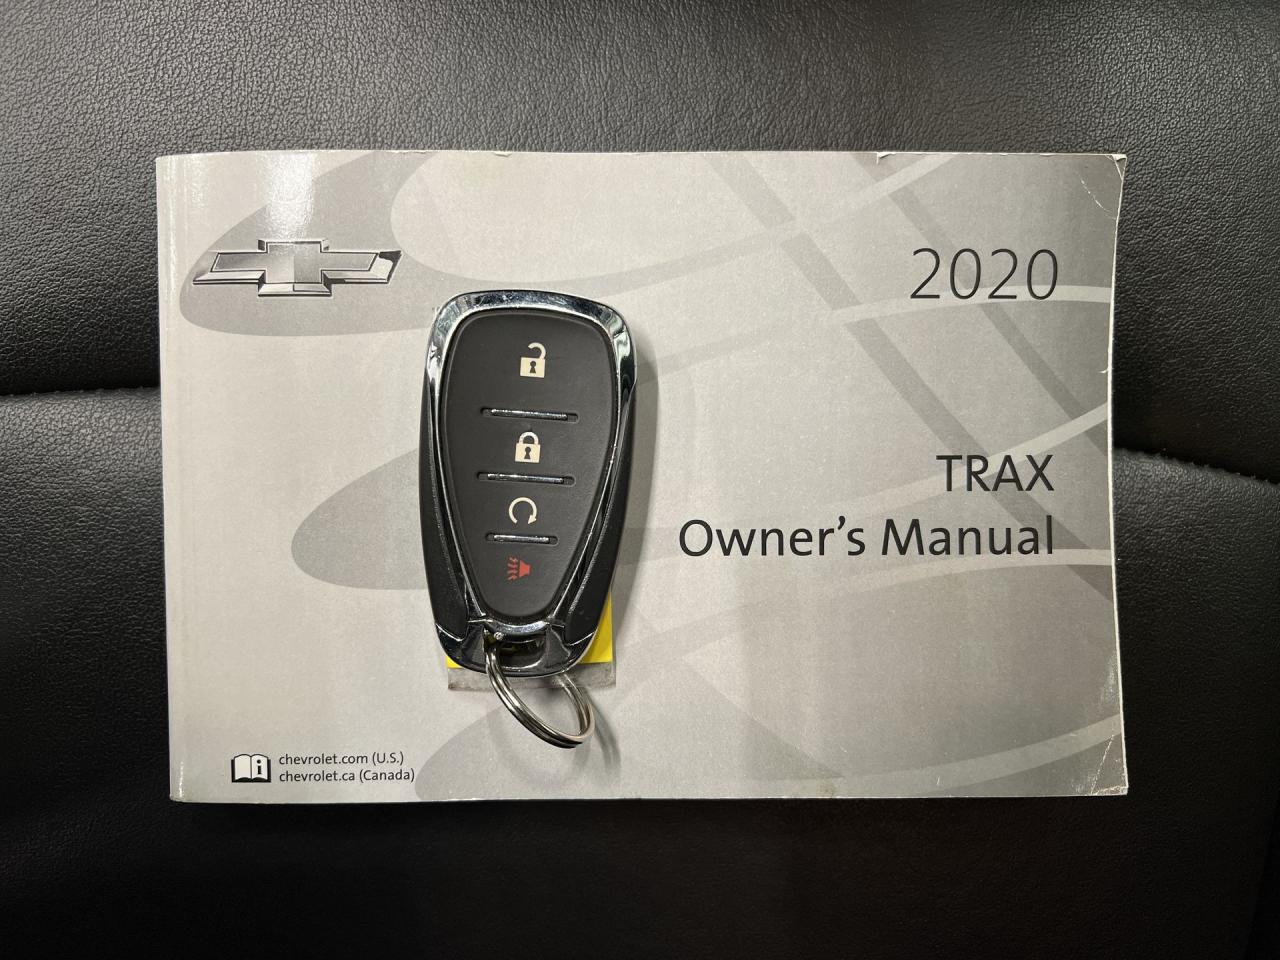 2020
TRAX
Owner’s Manual
chevrolet.com (U.S.)
chevrolet.ca (Canada)